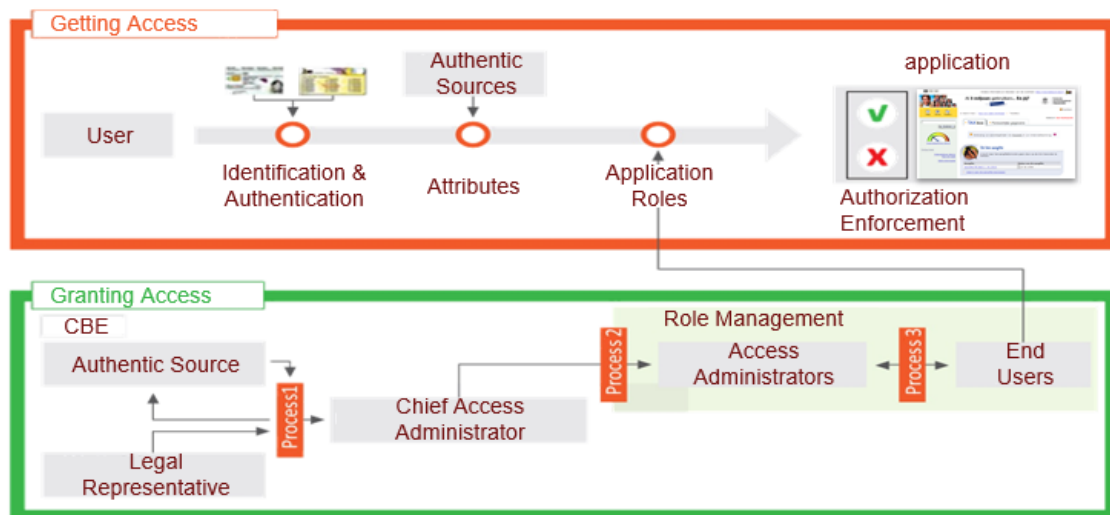 Getting Access
Authentic
Sources
application
User
Identification &
Authentication
Attributes
Application
Roles
Authorization
Enforcement
Granting Access
CBE
Role Management
Authentic Source
Process1
Process 2
Access
Administrators
Process 3
End
Users
Chief Access
Administrator
Legal
Representative